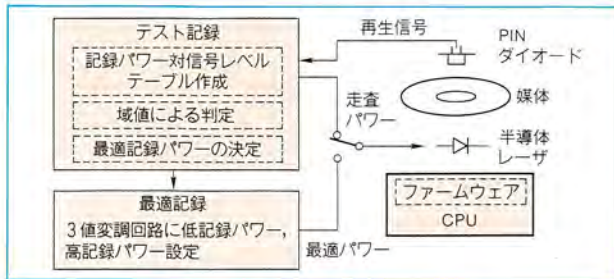 テスト記録
記録パワー対信号レベル
テーブル作成
域値による判定
最適記録パワーの決定
最適記録
3値変調回路に低記録パワー,
高記録パワー設定
再生信号
走査
パワー
最適パワー
PIN
ダイオード
媒体
半導体
レーザ
ファームウェア
CPU